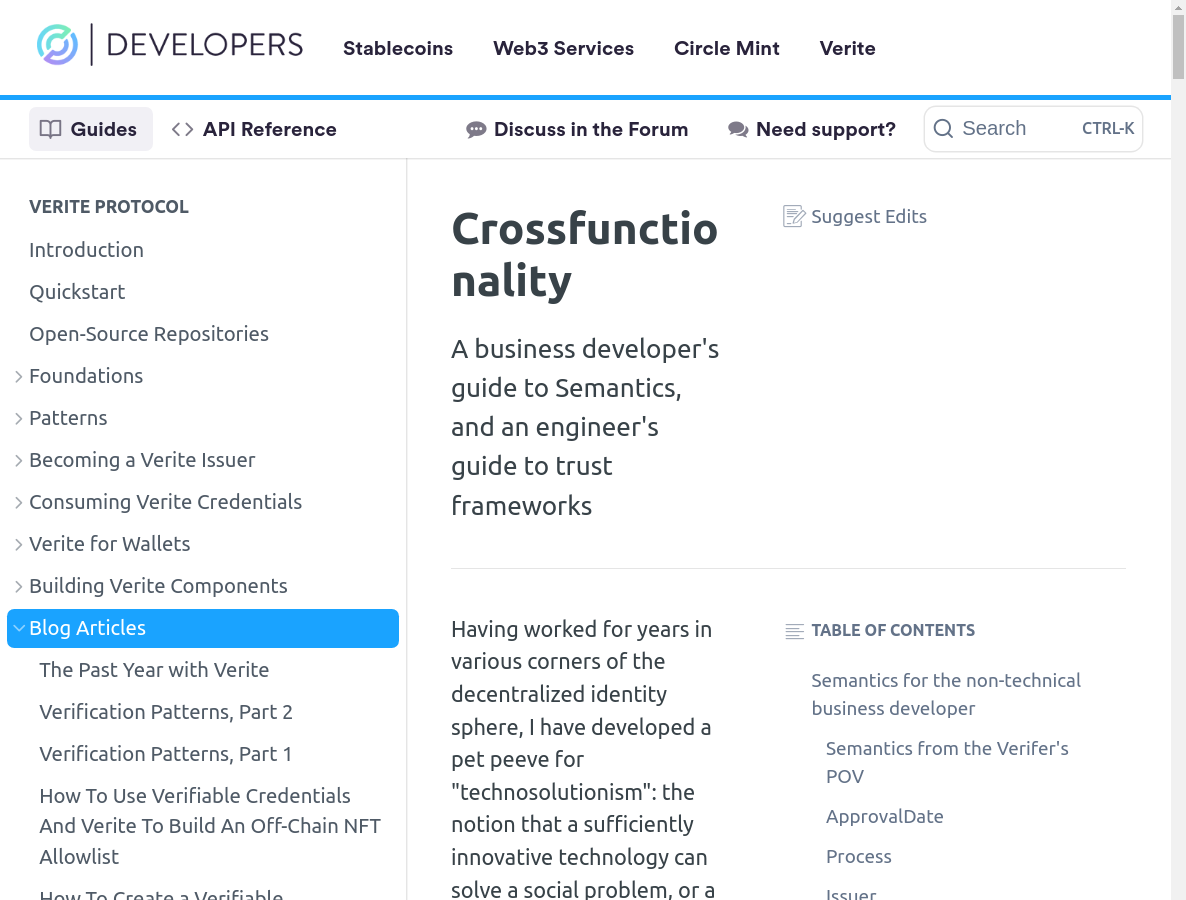 DEVELOPERS
Stablecoins
Web3 Services
Circle Mint
Verite
Guides
API Reference
Discuss in the Forum
Need support?
Search
CTRL-K
VERITE PROTOCOL
Introduction
Quickstart
Open-Source Repositories
Foundations
Patterns
Becoming a Verite Issuer
Consuming Verite Credentials
Verite for Wallets
Building Verite Components
Blog Articles
The Past Year with Verite
Verification Patterns, Part 2
Verification Patterns, Part 1
How To Use Verifiable Credentials
And Verite To Build An Off-Chain NFT
Allowlist
How To Create a Verifiable
Crossfunctio
nality
Suggest Edits
A business developer's
guide to Semantics,
and an engineer's
guide to trust
frameworks
Having worked for years in
various corners of the
decentralized identity
sphere, I have developed a
pet peeve for
"technosolutionism": the
notion that a sufficiently
innovative technology can
solve a social problem, or a
TABLE OF CONTENTS
Semantics for the non-technical
business developer
Semantics from the Verifer's
POV
ApprovalDate
Process
Issuer